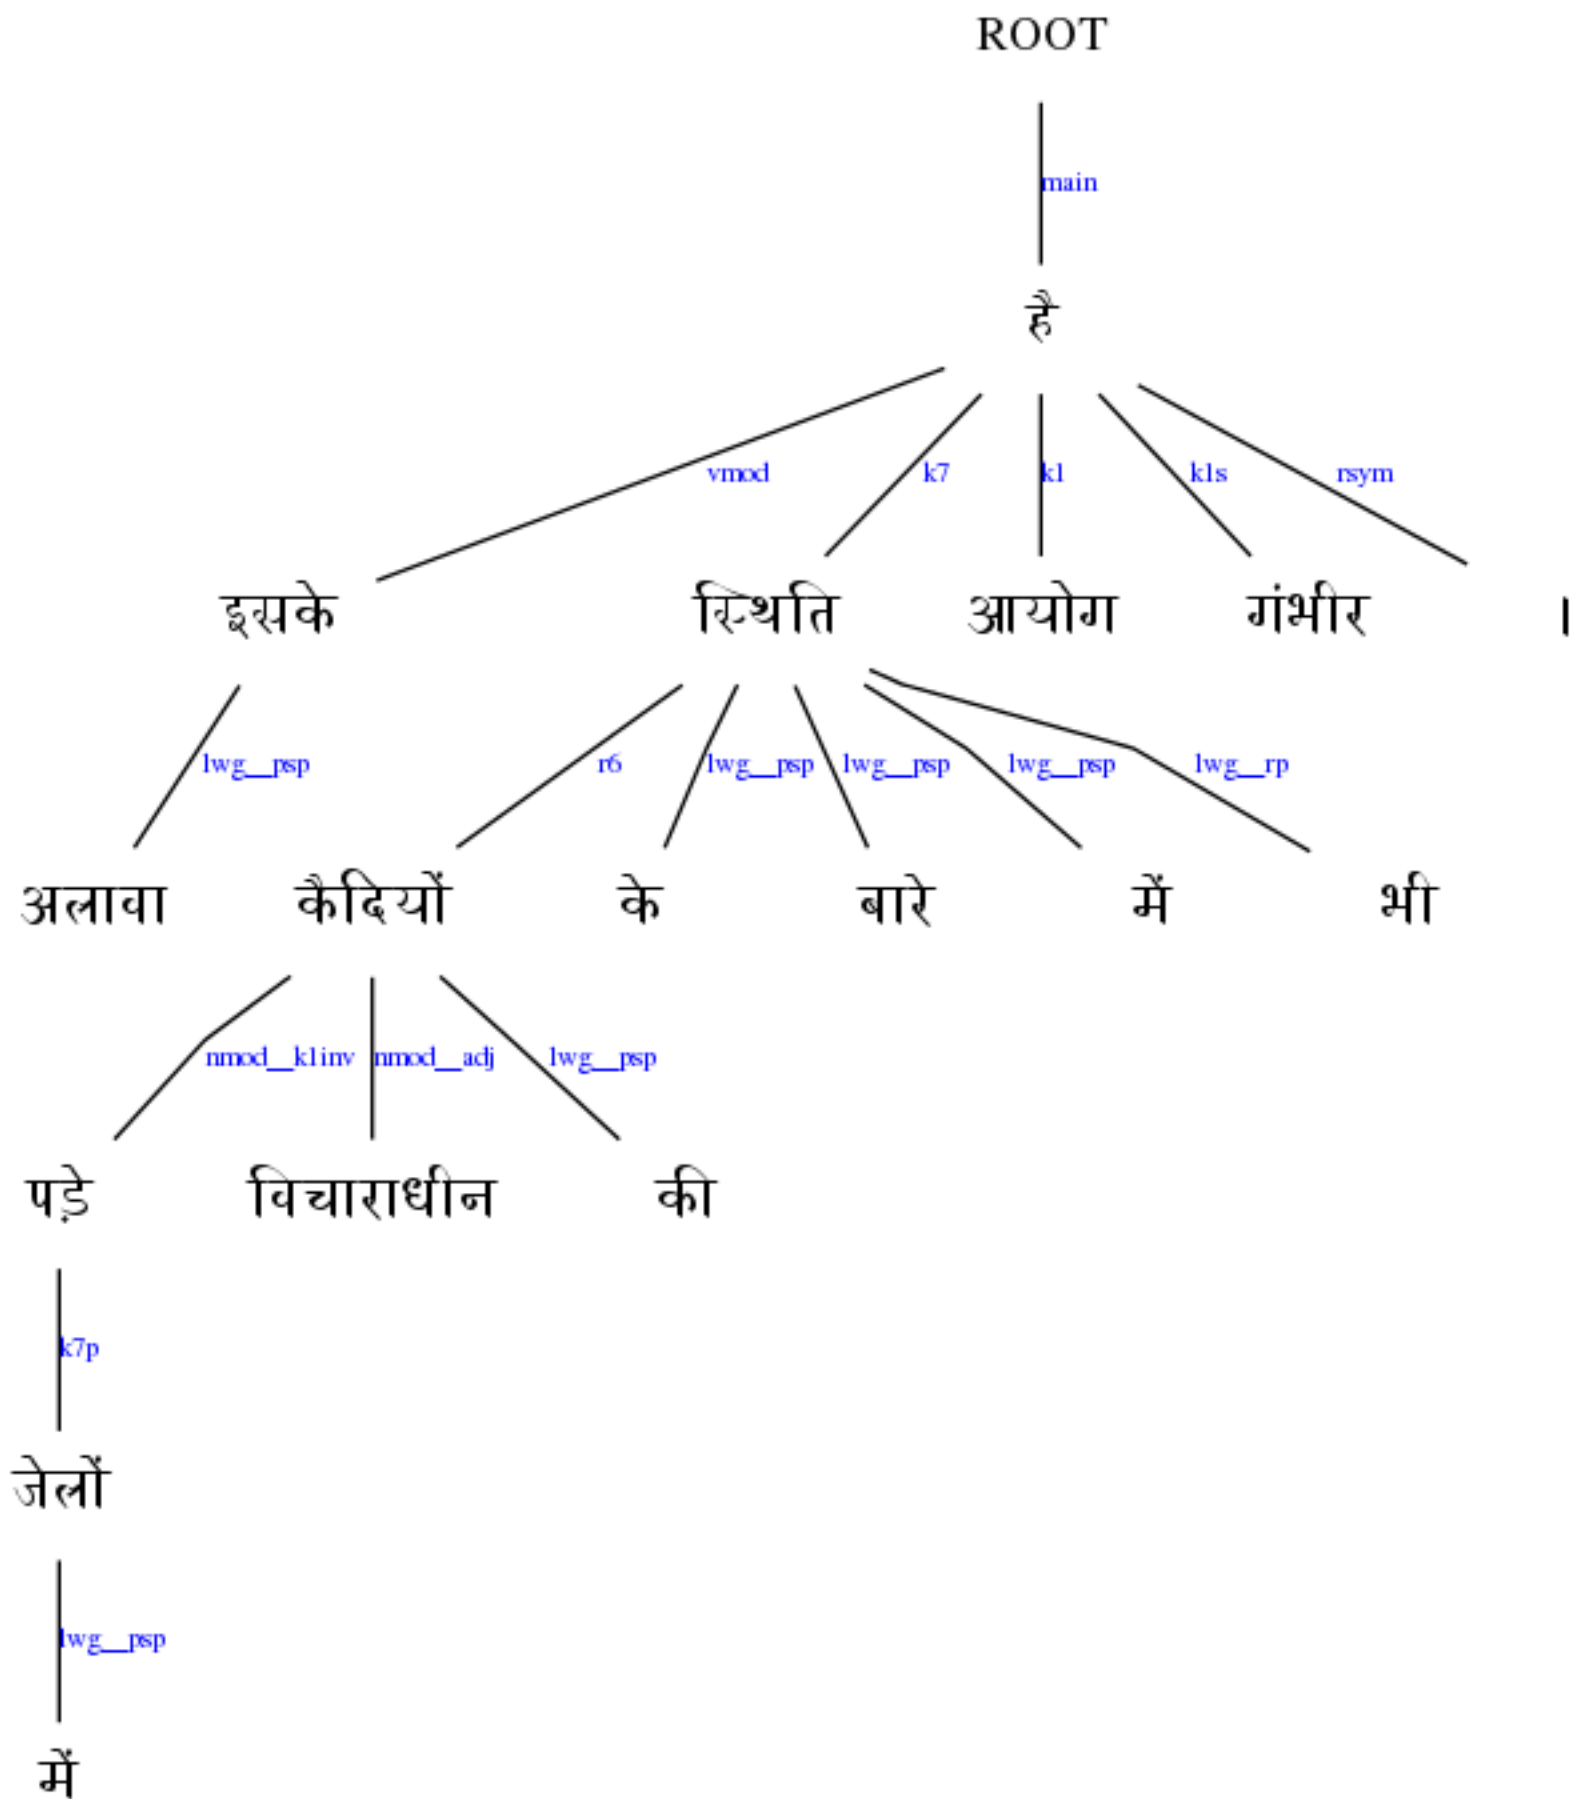 ROOT
main
है
vmod k7 k1 k1s rsym
इसके स्थिति आयोग गंभीर ।
lwg__psp r6 lwg__psp lwg__psp lwg__psp lwg__rp
अलावा कैदियों के बारे में भी
nmod__k1inv nmod__adj lwg__psp
पड़े विचाराधीन की
k7p
जेलों
lwg__psp
में